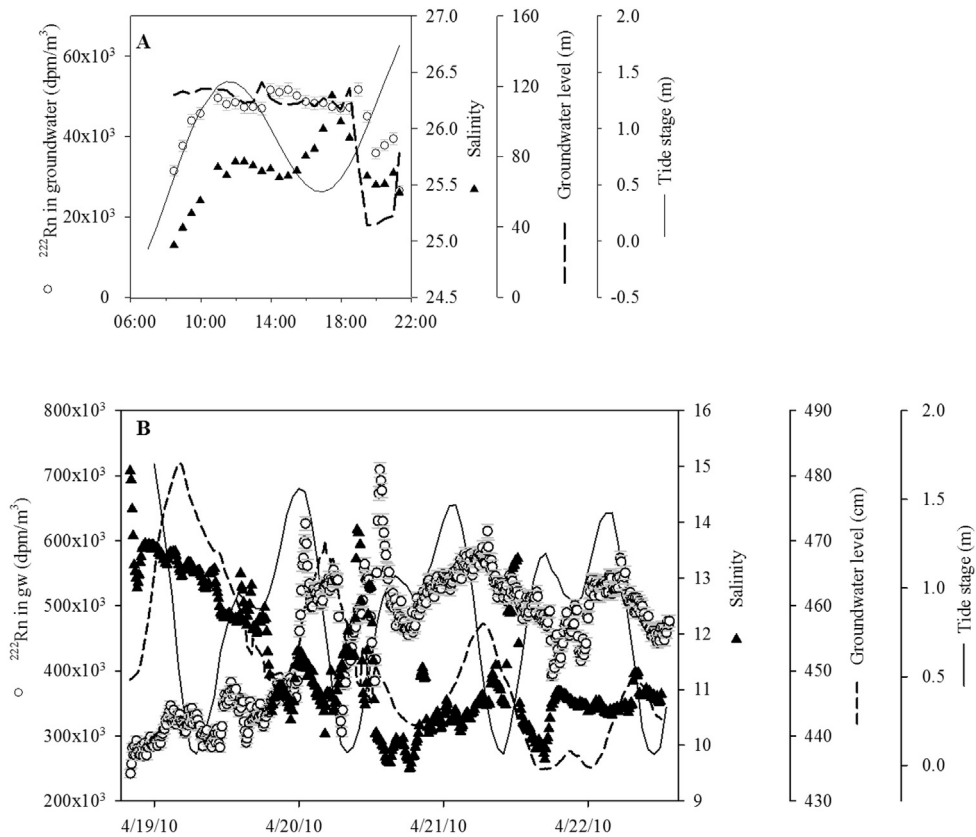 A
60x10³
40x10³
20x10³
0
²²²Rn in groundwater (dpm/m³)
06:00 10:00 14:00 18:00 22:00
27.0
26.5
26.0
25.5
25.0
24.5
Salinity
160
120
80
40
0
Groundwater level (m)
2.0
1.5
1.0
0.5
0.0
-0.5
Tide stage (m)
B
800x10³
700x10³
600x10³
500x10³
400x10³
300x10³
200x10³
²²²Rn in gw (dpm/m³)
4/19/10 4/20/10 4/21/10 4/22/10
16
15
14
13
12
11
10
9
Salinity
490
480
470
460
450
440
430
Groundwater level (cm)
2.0
1.5
1.0
0.5
0.0
Tide stage (m)